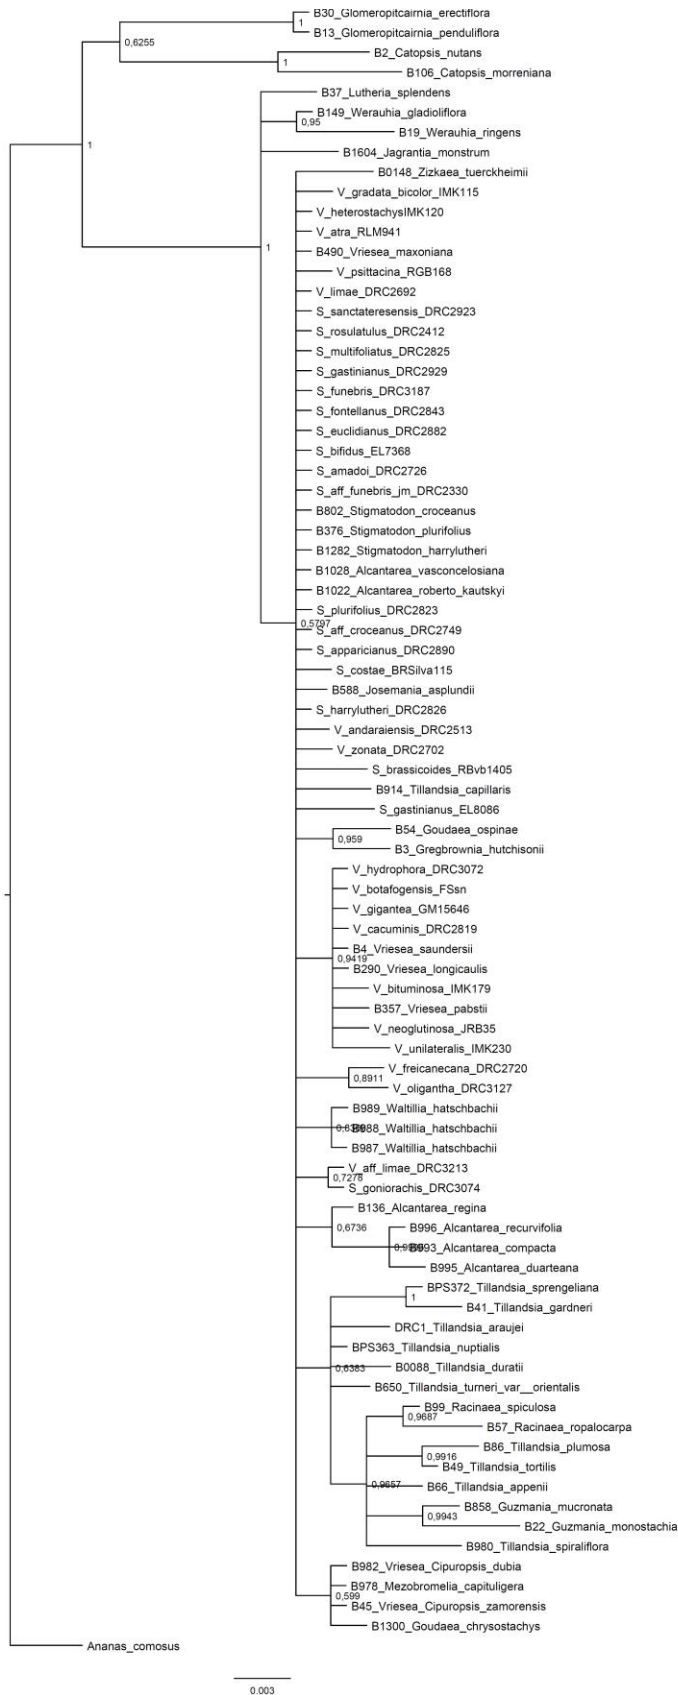 B30_Glomeropitcairnia_erectiflora
1
B13_Glomeropitcairnia_penduliflora
0,6255
B2_Catopsis_nutans
1
B106_Catopsis_morreniana
1
B37_Lutheria_splendens
B149_Werauhia_gladioliflora
0,95
B19_Werauhia_ringens
B1604_Jagrantia_monstrum
B0148_Zizkaea_tuerckheimii
V_gradata_bicolor_IMK115
V_heterostachysIMK120
V_atra_RLM941
1
B490_Vriesea_maxoniana
V_psittacina_RGB168
V_limae_DRC2692
S_sanctateresensis_DRC2923
S_rosulatulus_DRC2412
S_multifoliatus_DRC2825
S_gastinianus_DRC2929
S_funebris_DRC3187
S_fontellanus_DRC2843
S_euclidianus_DRC2882
S_bifidus_EL7368
S_amadoi_DRC2726
S_aff_funebris_jm_DRC2330
B802_Stigmatodon_croceanus
B376_Stigmatodon_plurifolius
B1282_Stigmatodon_harrylutheri
B1028_Alcantarea_vasconcelosiana
B1022_Alcantarea_roberto_kautskyi
S_plurifolius_DRC2823
0,5797
S_aff_croceanus_DRC2749
S_apparicianus_DRC2890
S_costae_BRSilva115
B588_Josemania_asplundii
S_harrylutheri_DRC2826
V_andaraiensis_DRC2513
V_zonata_DRC2702
S_brassicoides_RBvb1405
B914_Tillandsia_capillaris
S_gastinianus_EL8086
B54_Goudaea_ospinae
0,959
B3_Gregbrownia_hutchisonii
V_hydrophora_DRC3072
V_botafogensis_FSsn
V_gigantea_GM15646
V_cacuminis_DRC2819
B4_Vriesea_saundersii
0,9419
B290_Vriesea_longicaulis
V_bituminosa_IMK179
B357_Vriesea_pabstii
V_neoglutinosa_JRB35
V_unilateralis_IMK230
V_freicanecana_DRC2720
0,8911
V_oligantha_DRC3127
B989_Waltillia_hatschbachii
B988_Waltillia_hatschbachii
B987_Waltillia_hatschbachii
V_aff_limae_DRC3213
0,7278
S_goniorachis_DRC3074
B136_Alcantarea_regina
0,6736
B996_Alcantarea_recurvifolia
B993_Alcantarea_compacta
B995_Alcantarea_duarteana
BPS372_Tillandsia_sprengeliana
1
B41_Tillandsia_gardneri
DRC1_Tillandsia_araujei
BPS363_Tillandsia_nuptialis
0,6383
B0088_Tillandsia_duratii
B650_Tillandsia_turneri_var__orientalis
B99_Racinaea_spiculosa
0,9687
B57_Racinaea_ropalocarpa
B86_Tillandsia_plumosa
0,9916
B49_Tillandsia_tortilis
0,9657
B66_Tillandsia_appenii
B858_Guzmania_mucronata
0,9943
B22_Guzmania_monostachia
B980_Tillandsia_spiraliflora
B982_Vriesea_Cipuropsis_dubia
B978_Mezobromelia_capituligera
0,599
B45_Vriesea_Cipuropsis_zamorensis
B1300_Goudaea_chrysostachys
Ananas_comosus
0.003